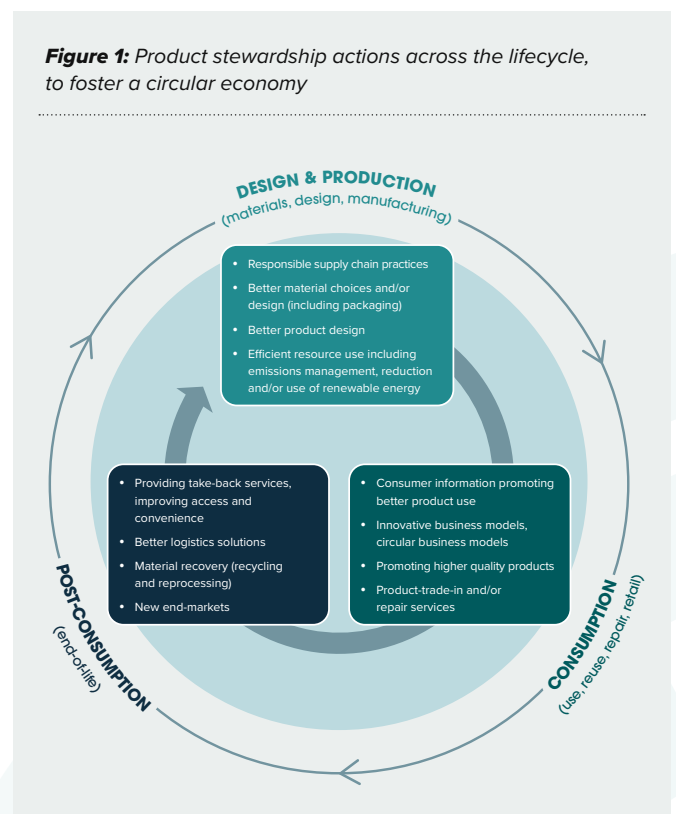 Figure 1: Product stewardship actions across the lifecycle,
to foster a circular economy
DESIGN & PRODUCTION
(materials, design, manufacturing)
• Responsible supply chain practices
• Better material choices and/or
design (including packaging)
• Better product design
• Efficient resource use including
emissions management, reduction
and/or use of renewable energy
• Providing take-back services,
improving access and
convenience
• Better logistics solutions
• Material recovery (recycling
and reprocessing)
• New end-markets
• Consumer information promoting
better product use
• Innovative business models,
circular business models
• Promoting higher quality products
• Product-trade-in and/or
repair services
POST-CONSUMPTION
(end-of-life)
CONSUMPTION
(use, reuse, repair, retail)